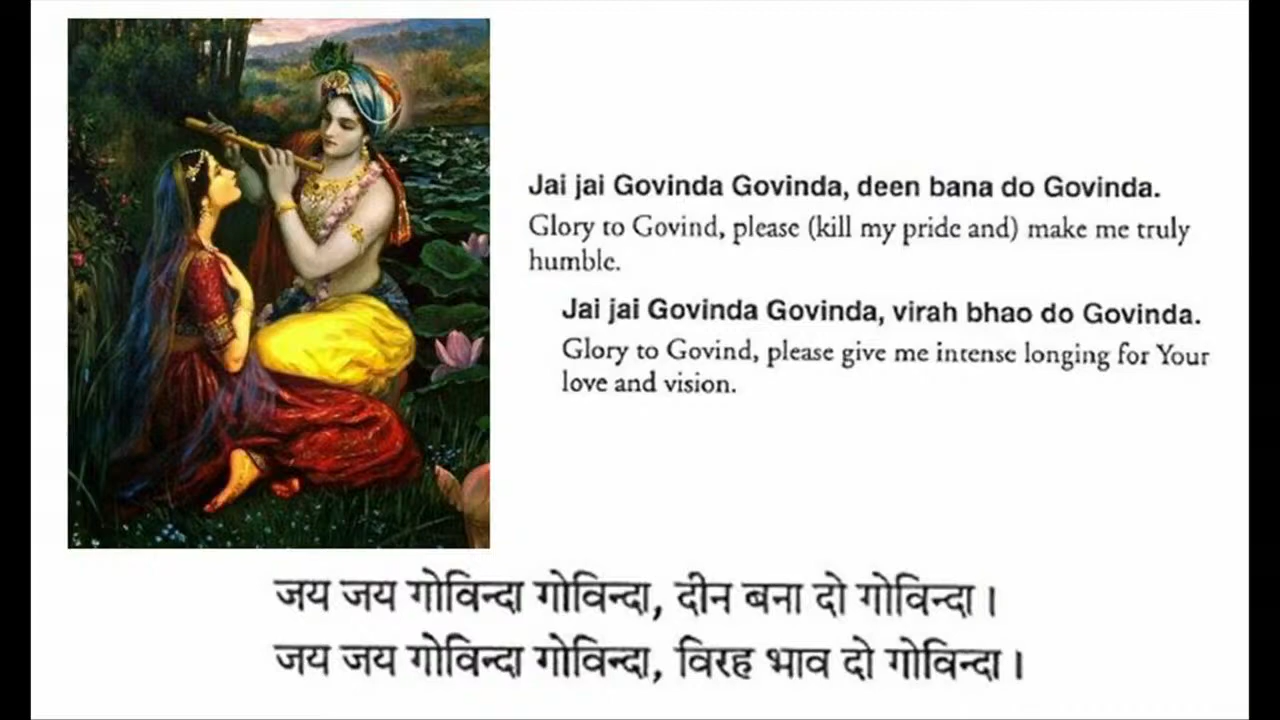 Jai jai Govinda Govinda, deen bana do Govinda.
Glory to Govind, please (kill my pride and) make me truly
humble.
Jai jai Govinda Govinda, virah bhao do Govinda.
Glory to Govind, please give me intense longing for Your
love and vision.
जय जय गोविन्दा गोविन्दा, दीन बना दो गोविन्दा।
जय जय गोविन्दा गोविन्दा, विरह भाव दो गोविन्दा।